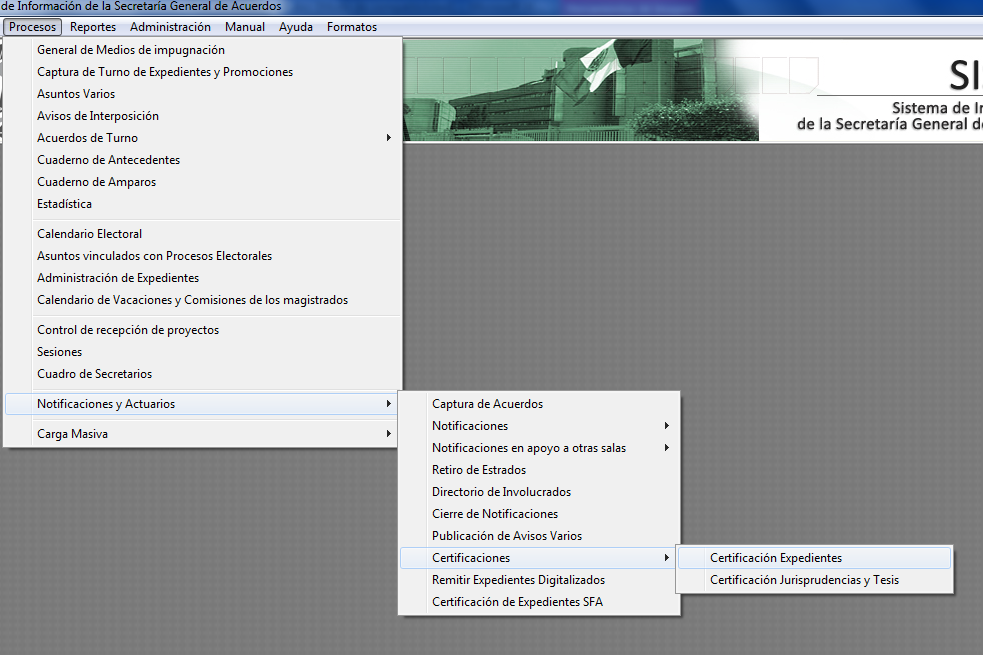 de Información de la Secretaría General de Acuerdos
Procesos Reportes Administración Manual Ayuda Formatos
General de Medios de impugnación
Captura de Turno de Expedientes y Promociones
Asuntos Varios
Avisos de Interposición
Acuerdos de Turno
Cuaderno de Antecedentes
Cuaderno de Amparos
Estadística
Calendario Electoral
Asuntos vinculados con Procesos Electorales
Administración de Expedientes
Calendario de Vacaciones y Comisiones de los magistrados
Control de recepción de proyectos
Sesiones
Cuadro de Secretarios
Notificaciones y Actuarios
Carga Masiva
SI
Sistema de In
de la Secretaría General de
Captura de Acuerdos
Notificaciones
Notificaciones en apoyo a otras salas
Retiro de Estrados
Directorio de Involucrados
Cierre de Notificaciones
Publicación de Avisos Varios
Certificaciones
Remitir Expedientes Digitalizados
Certificación de Expedientes SFA
Certificación Expedientes
Certificación Jurisprudencias y Tesis